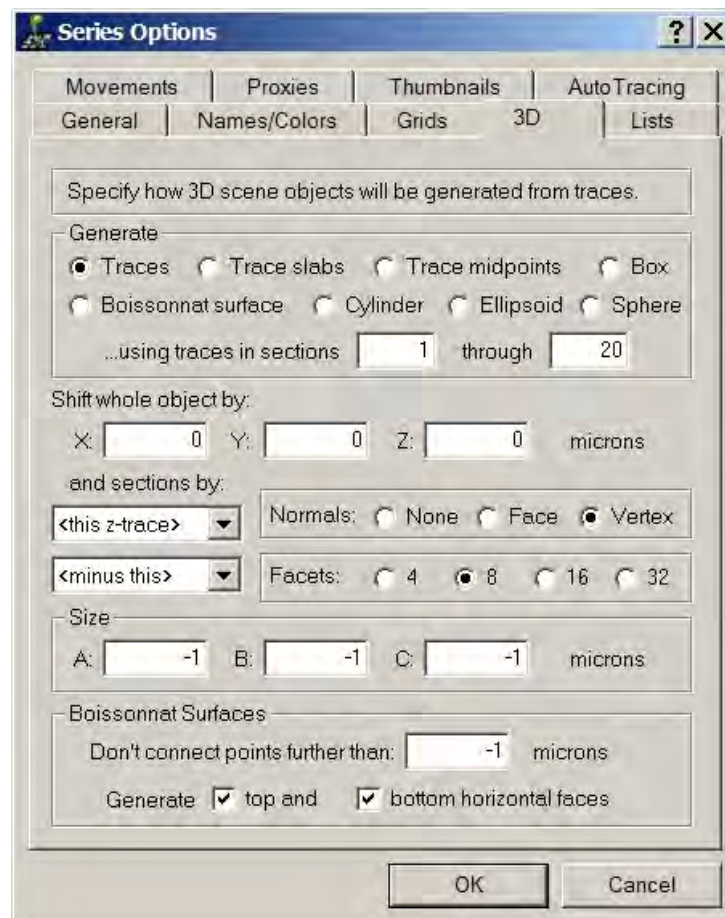 Series Options
Movements Proxies Thumbnails AutoTracing
General Names/Colors Grids 3D Lists
Specify how 3D scene objects will be generated from traces.
Generate
Traces Trace slabs Trace midpoints Box
Boissonnat surface Cylinder Ellipsoid Sphere
...using traces in sections 1 through 20
Shift whole object by:
X: 0 Y: 0 Z: 0 microns
and sections by:
<this z-trace> Normals: None Face Vertex
<minus this> Facets: 4 8 16 32
Size
A: -1 B: -1 C: -1 microns
Boissonnat Surfaces
Don't connect points further than: -1 microns
Generate top and bottom horizontal faces
OK Cancel